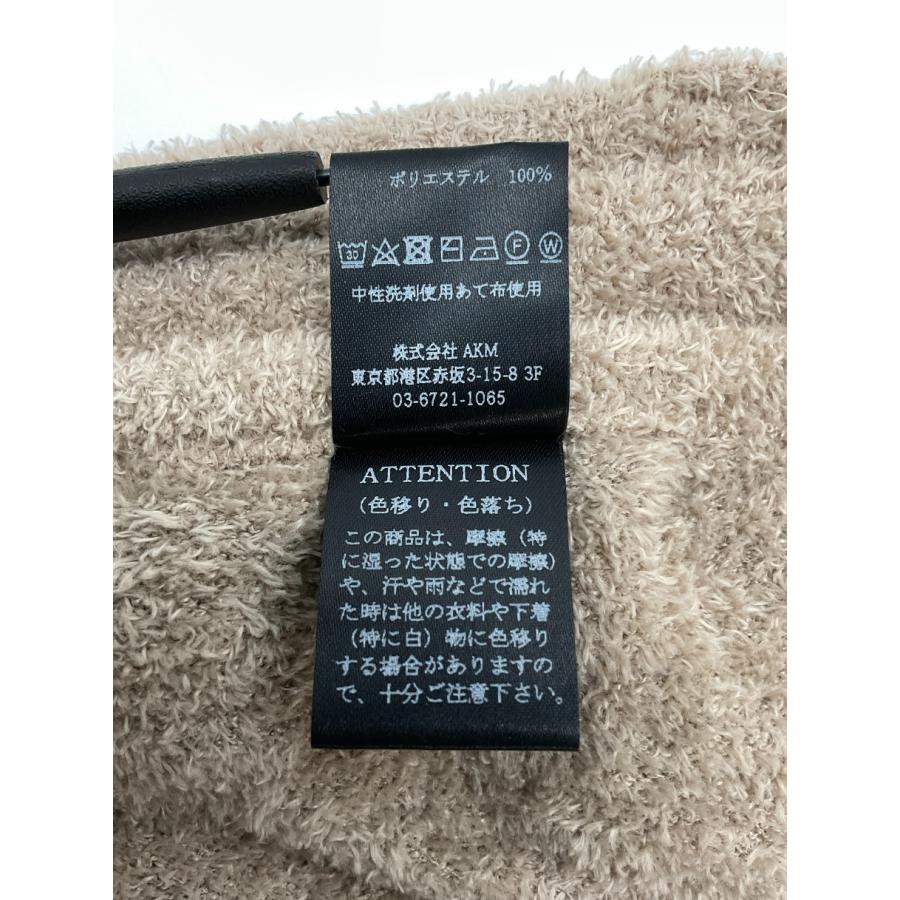 ポリエステル 100%
30 F W
中性洗剤使用あて布使用
株式会社 AKM
東京都港区赤坂3-15-8 3F
03-6721-1065
ATTENTION
(色移り・色落ち)
この商品は、摩擦(特
に湿った状態での摩擦)
や、汗や雨などで濡れ
た時は他の衣料や下着
(特に白)物に色移り
する場合がありますの
で、十分ご注意下さい。